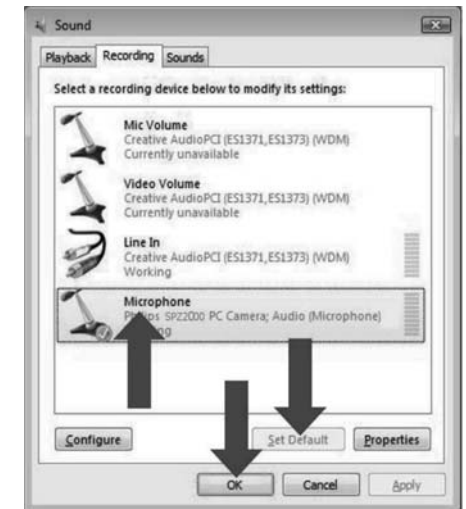 Sound
Playback Recording Sounds
Select a recording device below to modify its settings:
Mic Volume
Creative AudioPCI (ES1371,ES1373) (WDM)
Currently unavailable
Video Volume
Creative AudioPCI (ES1371,ES1373) (WDM)
Currently unavailable
Line In
Creative AudioPCI (ES1371,ES1373) (WDM)
Working
Microphone
SPZ2000 PC Camera; Audio (Microphone)
Configure Set Default Properties
OK Cancel Apply